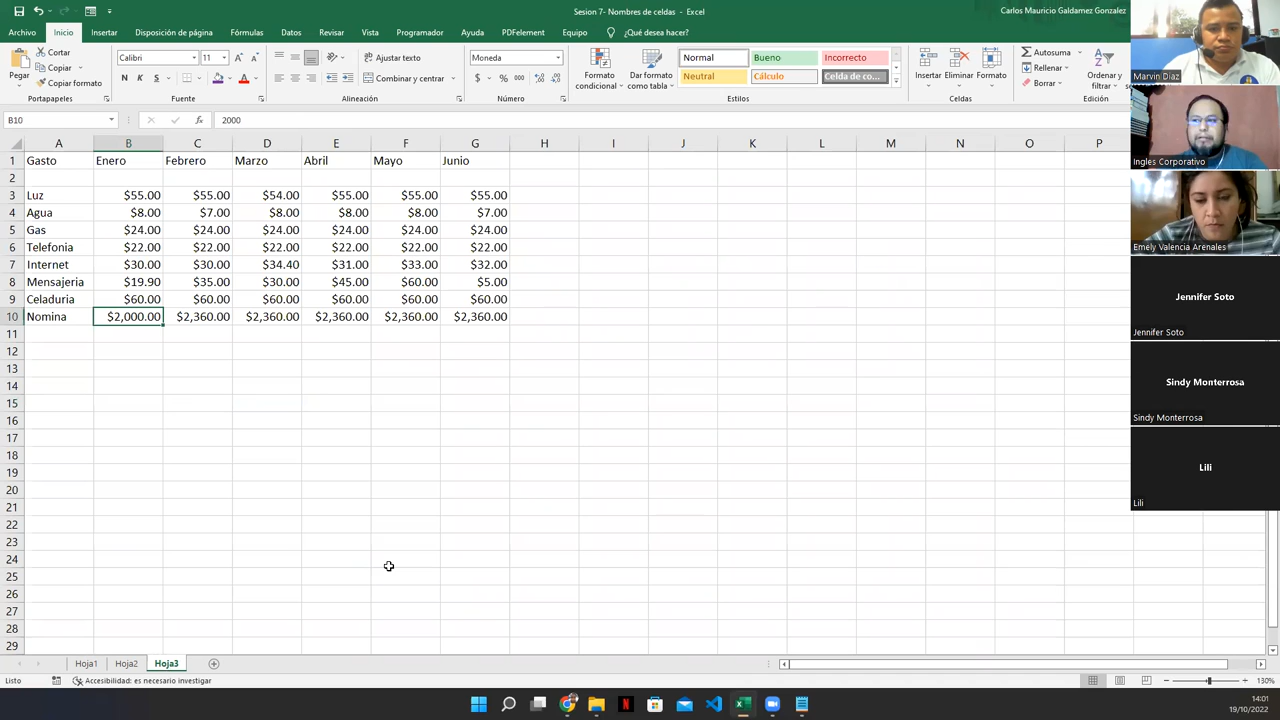 Sesion 7- Nombres de celdas - Excel
Carlos Mauricio Galdamez Gonzalez
Archivo Inicio Insertar Disposición de página Fórmulas Datos Revisar Vista Programador Ayuda PDFelement Equipo ¿Qué desea hacer?
Pegar
Cortar
Copiar
Copiar formato
Portapapeles
Calibri 11
N K S
Fuente
Ajustar texto
Combinar y centrar
Alineación
Moneda
$ % 000
Número
Formato condicional
Dar formato como tabla
Normal Bueno Incorrecto
Neutral Cálculo Celda de co...
Estilos
Insertar Eliminar Formato
Celdas
Autosuma
Rellenar
Borrar
Ordenar y filtrar
Edición
B10 fx 2000
A B C D E F G H I J K L M N O P
1 Gasto Enero Febrero Marzo Abril Mayo Junio
2
3 Luz $55.00 $55.00 $54.00 $55.00 $55.00 $55.00
4 Agua $8.00 $7.00 $8.00 $8.00 $8.00 $7.00
5 Gas $24.00 $24.00 $24.00 $24.00 $24.00 $24.00
6 Telefonia $22.00 $22.00 $22.00 $22.00 $22.00 $22.00
7 Internet $30.00 $30.00 $34.40 $31.00 $33.00 $32.00
8 Mensajeria $19.90 $35.00 $30.00 $45.00 $60.00 $5.00
9 Celaduria $60.00 $60.00 $60.00 $60.00 $60.00 $60.00
10 Nomina $2,000.00 $2,360.00 $2,360.00 $2,360.00 $2,360.00 $2,360.00
11
12
13
14
15
16
17
18
19
20
21
22
23
24
25
26
27
28
29
Hoja1 Hoja2 Hoja3
Listo Accesibilidad: es necesario investigar 130%
14:01
19/10/2022
Marvin Diaz
Ingles Corporativo
Emely Valencia Arenales
Jennifer Soto
Jennifer Soto
Sindy Monterrosa
Sindy Monterrosa
Lili
Lili